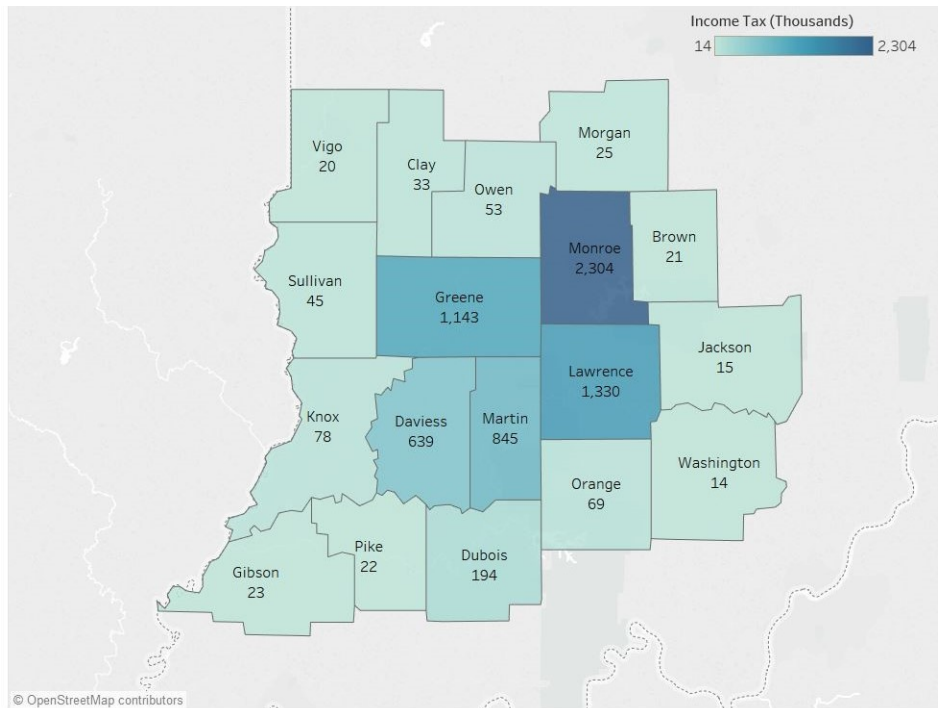 Income Tax (Thousands)
14 2,304
Morgan
25
Vigo
20
Clay
33
Owen
53
Monroe
2,304
Brown
21
Sullivan
45
Greene
1,143
Jackson
15
Lawrence
1,330
Knox
78
Daviess
639
Martin
845
Washington
14
Orange
69
Pike
22
Dubois
194
Gibson
23
© OpenStreetMap contributors